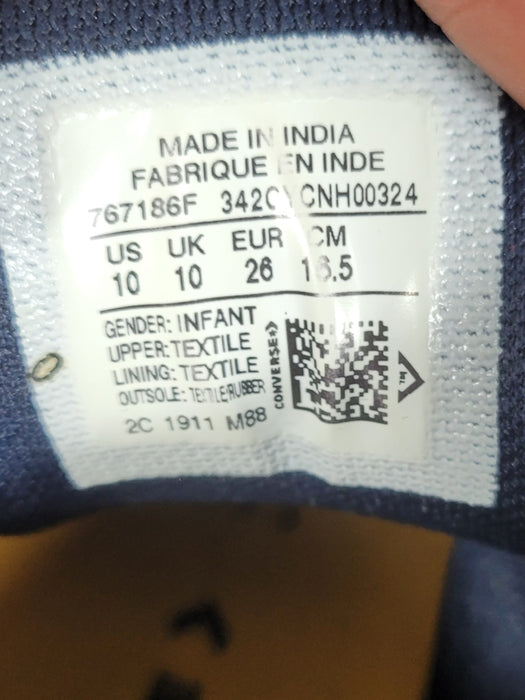 MADE IN INDIA
FABRIQUE EN INDE
767186F CNH00324
US UK EUR CM
10 10 26 16.5
GENDER: INFANT
UPPER: TEXTILE
LINING: TEXTILE
OUTSOLE: TEXTILE/RUBBER
2C 1911 M88
CONVERSE
TM